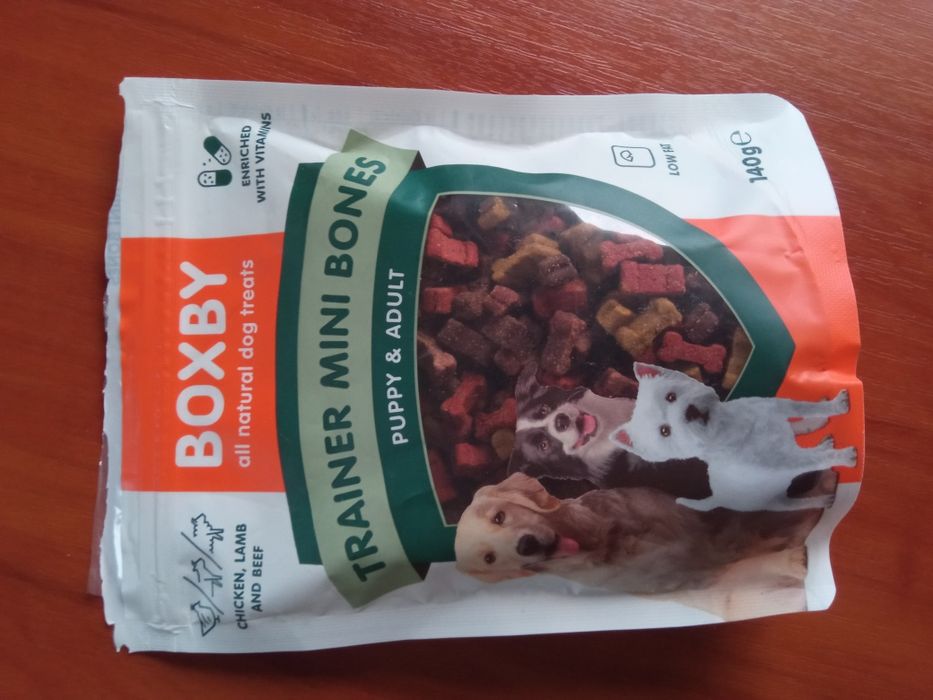 CHICKEN, LAMB
AND BEEF
BOXBY
all natural dog treats
ENRICHED
WITH VITAMINS
TRAINER MINI BONES
PUPPY & ADULT
LOW FAT
140g℮